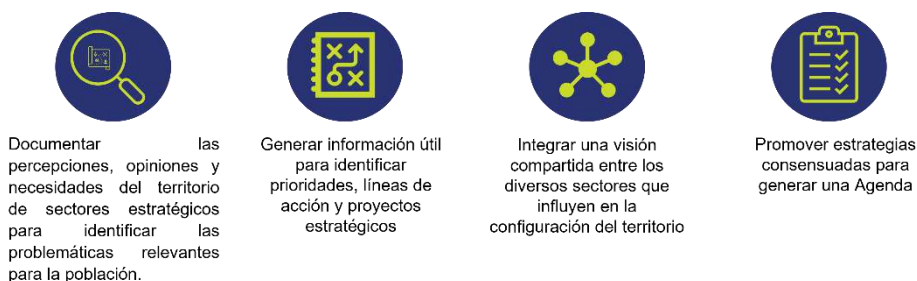 Documentar las
percepciones, opiniones y
necesidades del territorio
de sectores estratégicos
para identificar las
problemáticas relevantes
para la población.
Generar información útil
para identificar
prioridades, líneas de
acción y proyectos
estratégicos
Integrar una visión
compartida entre los
diversos sectores que
influyen en la
configuración del territorio
Promover estrategias
consensuadas para
generar una Agenda